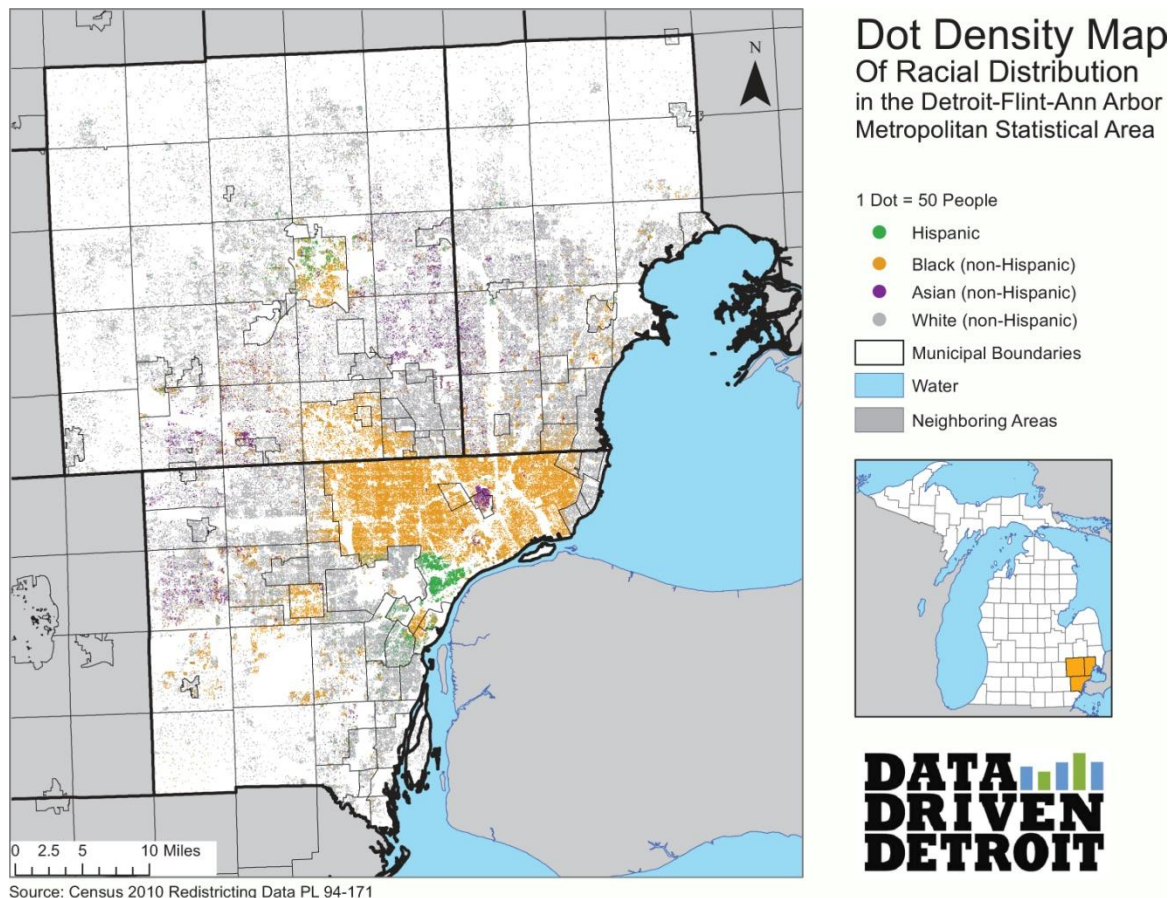 Dot Density Map
Of Racial Distribution
in the Detroit-Flint-Ann Arbor
Metropolitan Statistical Area
N
1 Dot = 50 People
Hispanic
Black (non-Hispanic)
Asian (non-Hispanic)
White (non-Hispanic)
Municipal Boundaries
Water
Neighboring Areas
DATA
DRIVEN
DETROIT
0 2.5 5 10 Miles
Source: Census 2010 Redistricting Data PL 94-171